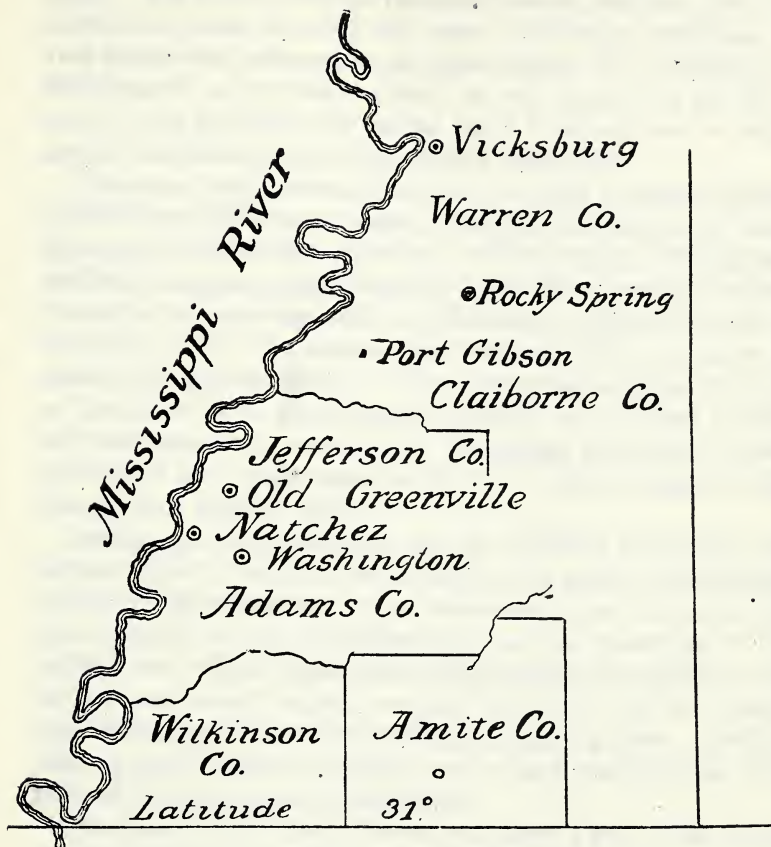 Vicksburg
Warren Co.
Mississippi River
Rocky Spring
Port Gibson
Claiborne Co.
Jefferson Co.
Old Greenville
Natchez
Washington
Adams Co.
Wilkinson
Co.
Amite Co.
Latitude 31°